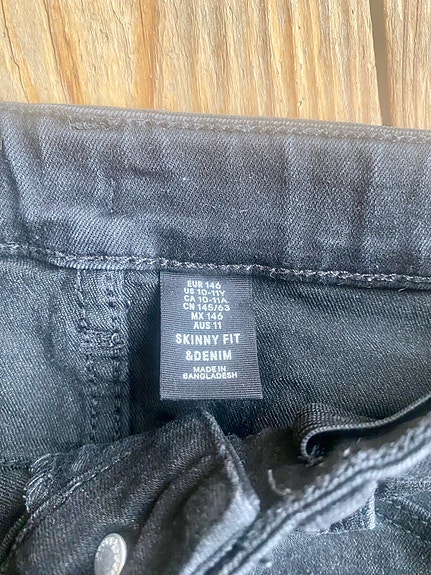 EUR 146
US 10-11Y
CA 10-11A
CN 145/63
MX 146
AUS 11
SKINNY FIT
&DENIM
MADE IN
BANGLADESH